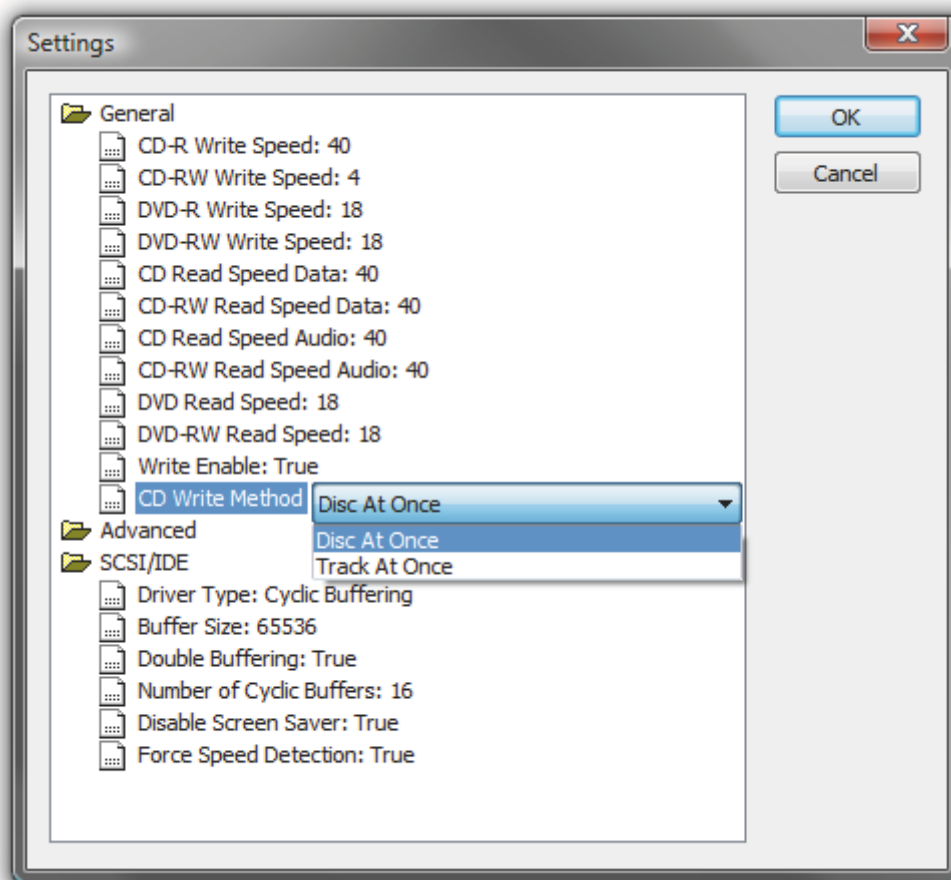 Settings
General
OK
CD-R Write Speed: 40
CD-RW Write Speed: 4
Cancel
DVD-R Write Speed: 18
DVD-RW Write Speed: 18
CD Read Speed Data: 40
CD-RW Read Speed Data: 40
CD Read Speed Audio: 40
CD-RW Read Speed Audio: 40
DVD Read Speed: 18
DVD-RW Read Speed: 18
Write Enable: True
CD Write Method Disc At Once
Advanced
Disc At Once
SCSI/IDE
Track At Once
Driver Type: Cyclic Buffering
Buffer Size: 65536
Double Buffering: True
Number of Cyclic Buffers: 16
Disable Screen Saver: True
Force Speed Detection: True